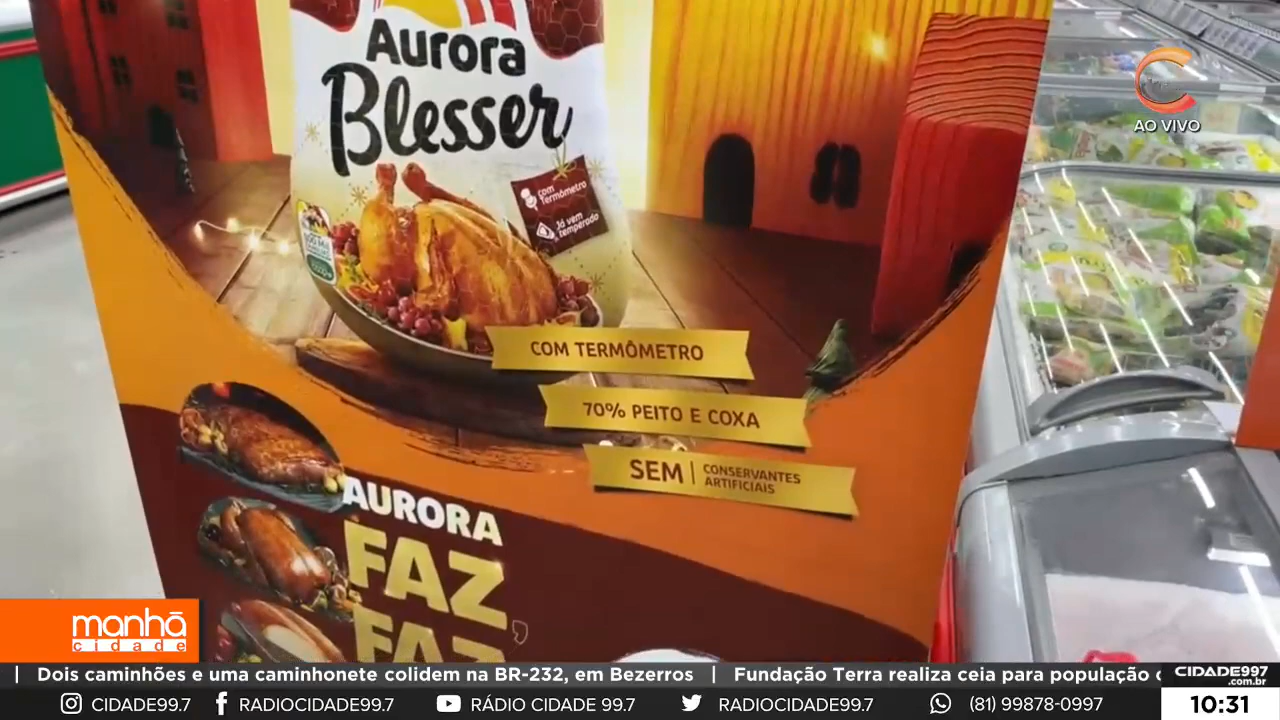 Aurora
Blesser
com
Termômetro
Já vem
temperado
COM TERMÔMETRO
70% PEITO E COXA
SEM | CONSERVANTES
ARTIFICIAIS
AURORA
FAZ,
FAZ
AO VIVO
manhã
cidade
| Dois caminhões e uma caminhonete colidem na BR-232, em Bezerros | Fundação Terra realiza ceia para população
CIDADE997
.com.br
CIDADE99.7 RADIOCIDADE99.7 RÁDIO CIDADE 99.7 RADIOCIDADE99.7 (81) 99878-0997 10:31